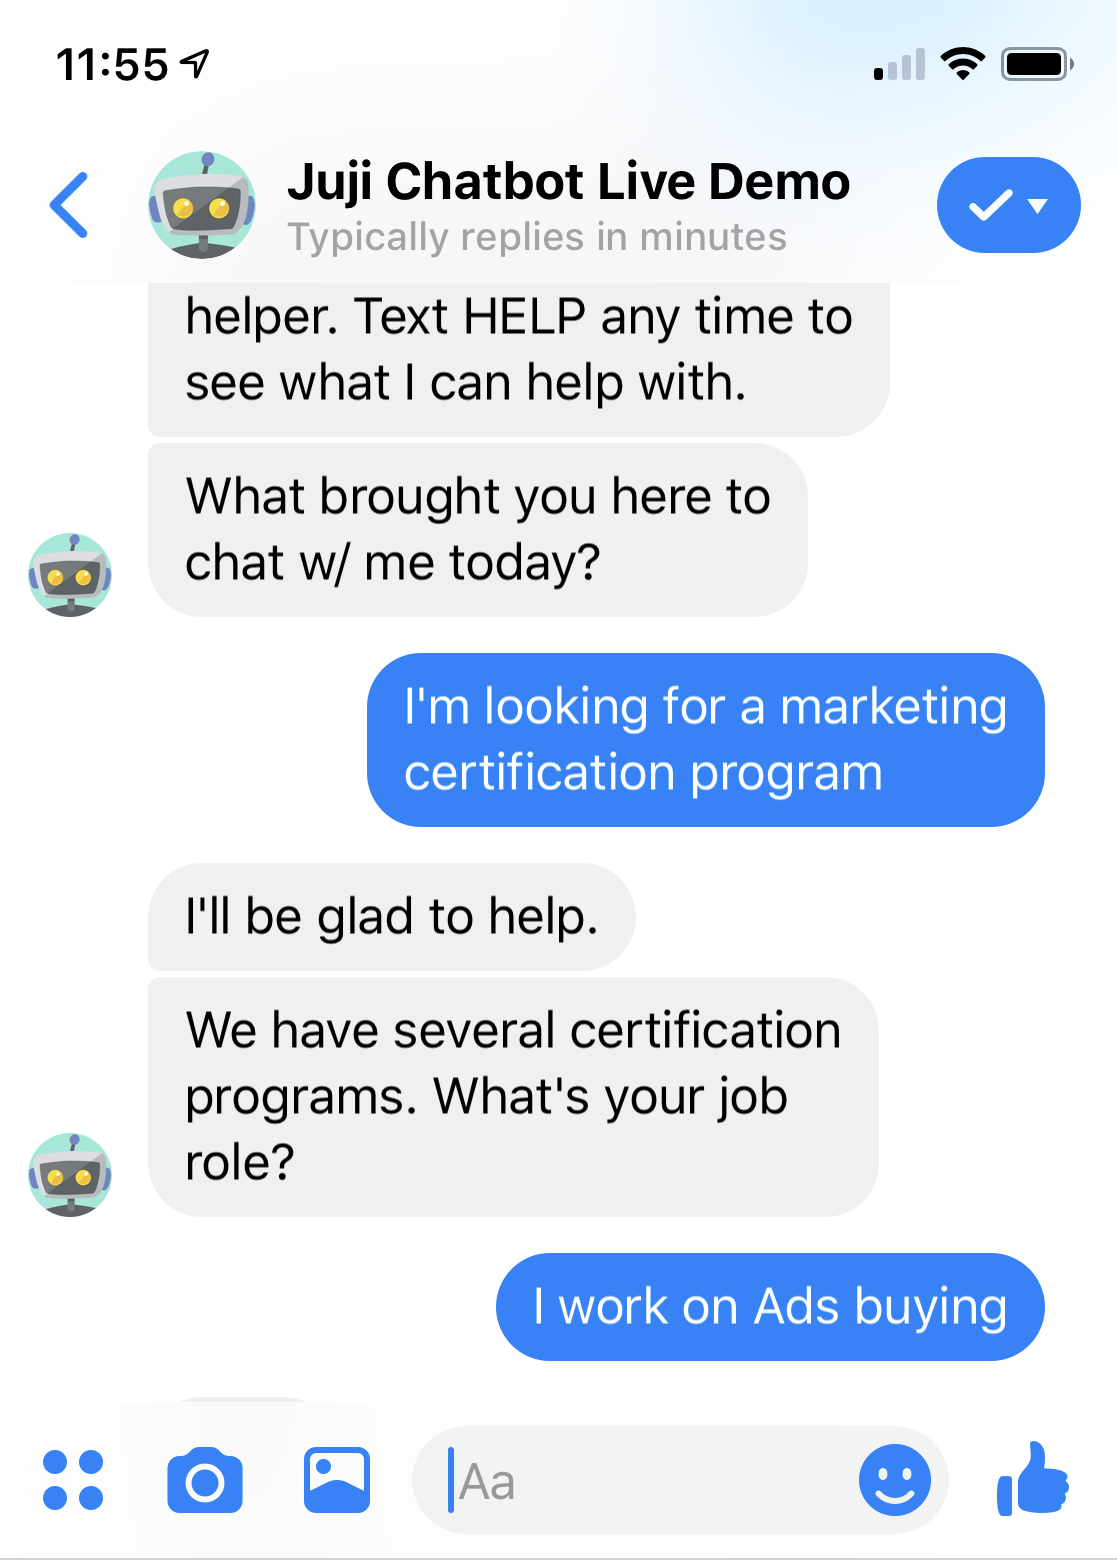 11:55
Juji Chatbot Live Demo
Typically replies in minutes
helper. Text HELP any time to
see what I can help with.
What brought you here to
chat w/ me today?
I'm looking for a marketing
certification program
I'll be glad to help.
We have several certification
programs. What's your job
role?
I work on Ads buying
Aa